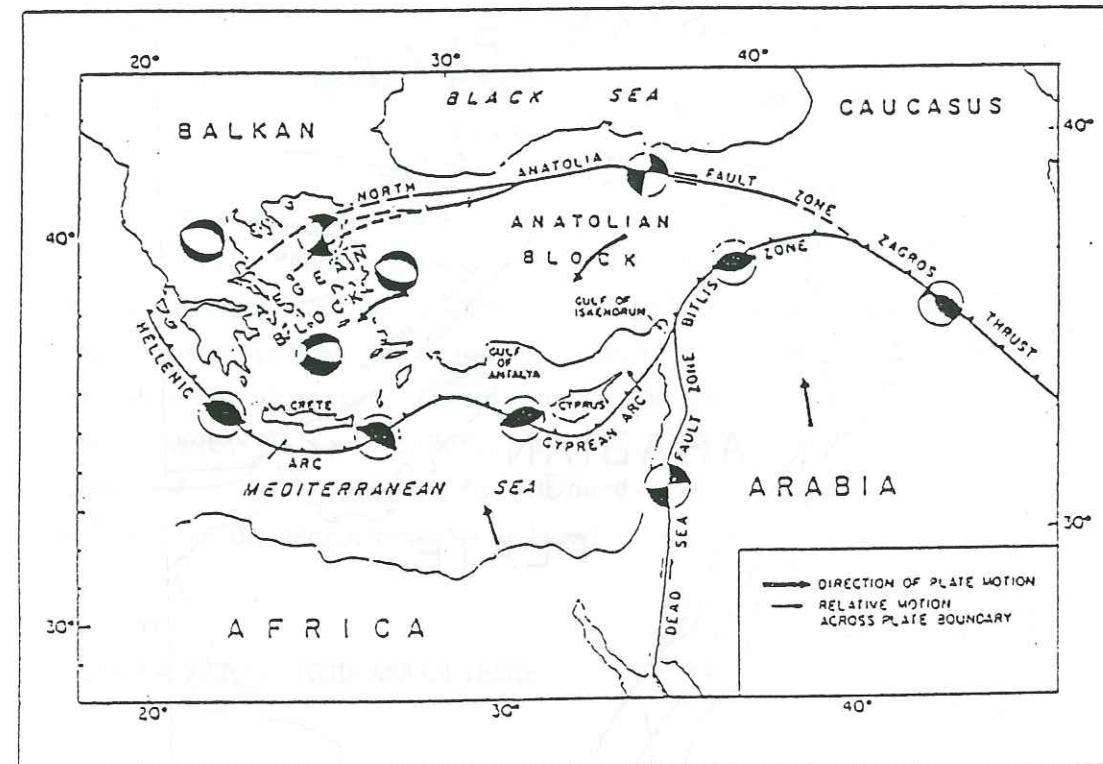 20°
30°
40°
BLACK SEA
CAUCASUS
BALKAN
40°
NORTH ANATOLIA FAULT ZONE
ANATOLIAN
BLOCK
40°
AEGEAN
BLOCK
BITLIS ZONE
ZAGROS THRUST
GULF OF
GULF
OF
ANTALYA
HELLENIC ARC
CRETE
CYPRUS
CYPREAN ARC
MEDITERRANEAN SEA
DEAD SEA FAULT ZONE
ARABIA
30°
AFRICA
30°
DIRECTION OF PLATE MOTION
RELATIVE MOTION
ACROSS PLATE BOUNDARY
20°
30°
40°